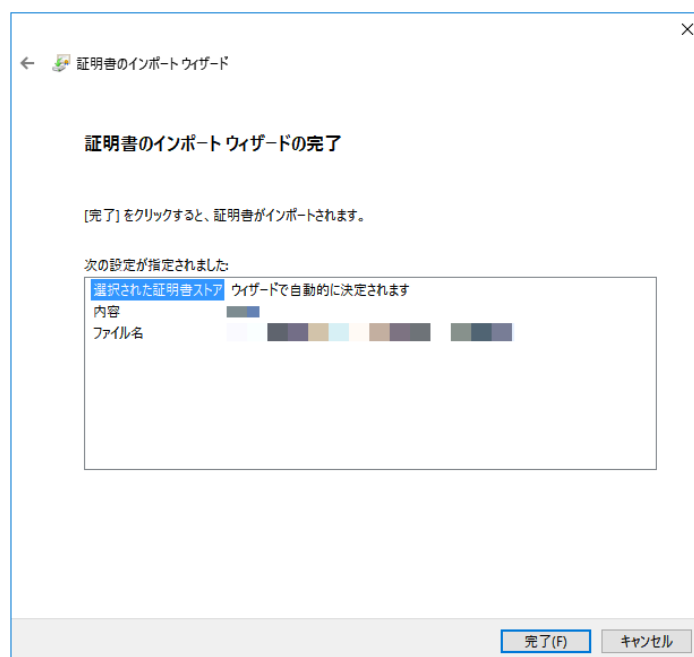 証明書のインポート ウィザード
証明書のインポート ウィザードの完了
[完了] をクリックすると、証明書がインポートされます。
次の設定が指定されました:
選択された証明書ストア ウィザードで自動的に決定されます
内容
ファイル名
完了(F) キャンセル